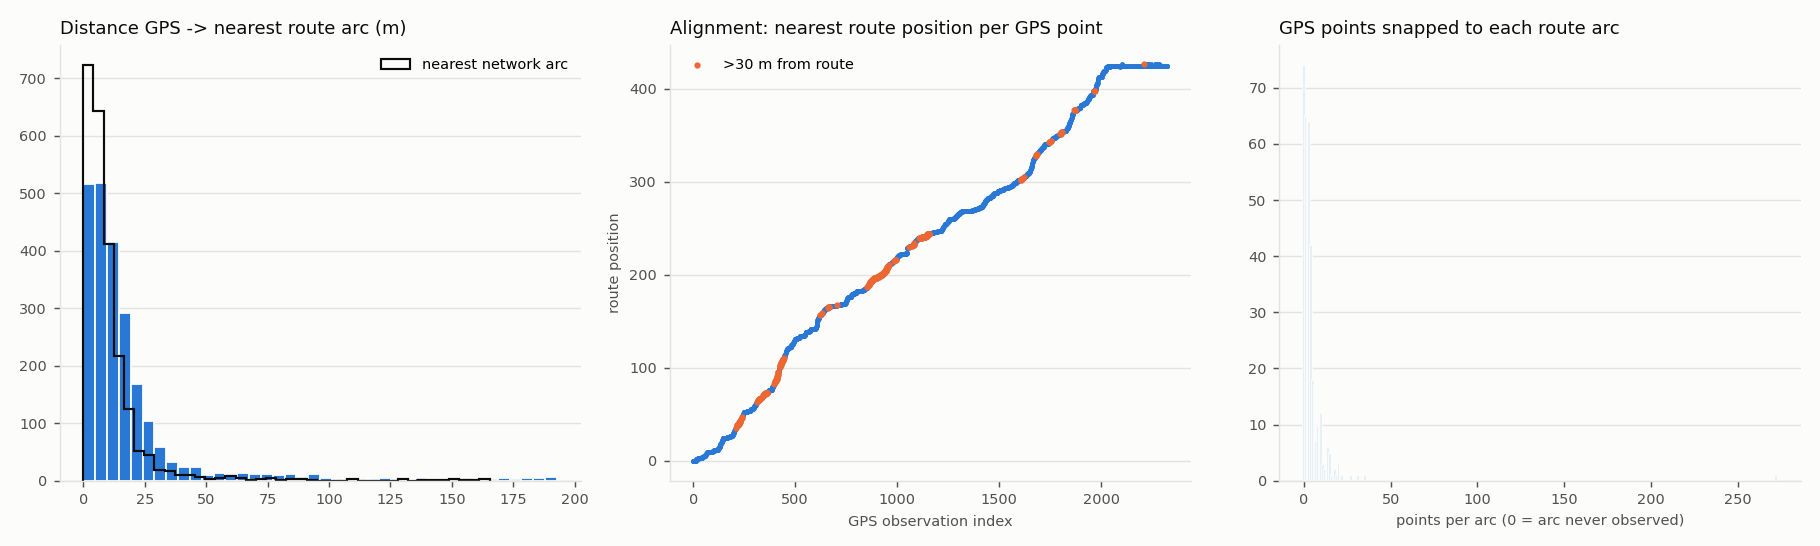 Distance GPS -> nearest route arc (m)
nearest network arc
700
600
500
400
300
200
100
0
0 25 50 75 100 125 150 175 200
Alignment: nearest route position per GPS point
>30 m from route
route position
400
300
200
100
0
0 500 1000 1500 2000
GPS observation index
GPS points snapped to each route arc
70
60
50
40
30
20
10
0
0 50 100 150 200 250
points per arc (0 = arc never observed)